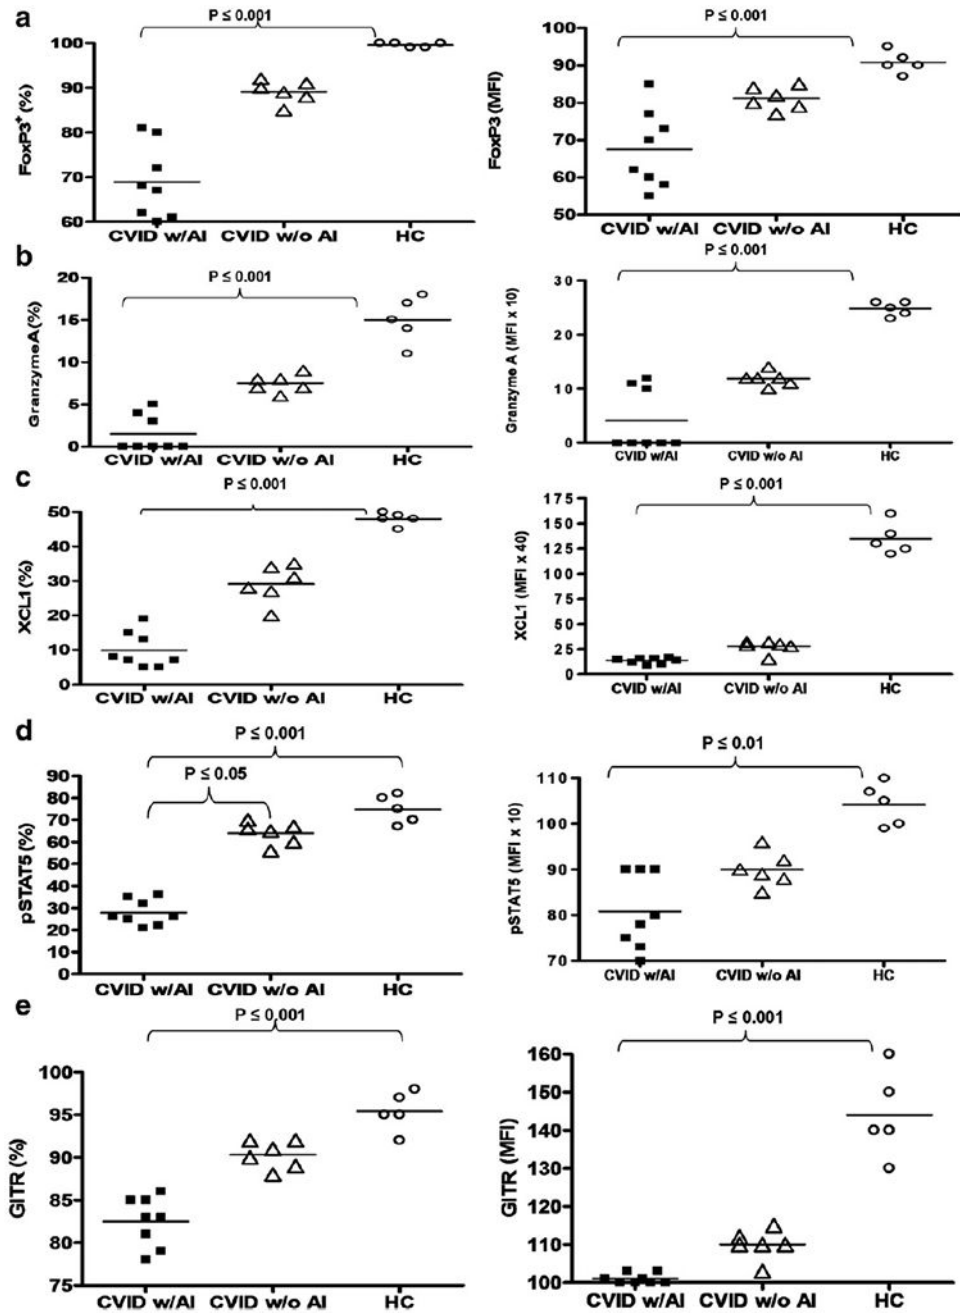 a
P ≤ 0.001
FoxP3⁺ (%)
100
90
80
70
60
CVID w/AI CVID w/o AI HC
P ≤ 0.001
FoxP3 (MFI)
100
90
80
70
60
50
CVID w/AI CVID w/o AI HC
b
P ≤ 0.001
GranzymeA(%)
20
15
10
5
0
CVID w/AI CVID w/o AI HC
P ≤ 0.001
Granzyme A (MFI x 10)
30
20
10
0
CVID w/AI CVID w/o AI HC
c
P ≤ 0.001
XCL1(%)
50
40
30
20
10
0
CVID w/AI CVID w/o AI HC
P ≤ 0.001
XCL1 (MFI x 40)
175
150
125
100
75
50
25
0
CVID w/AI CVID w/o AI HC
d
P ≤ 0.001
P ≤ 0.05
pSTAT5 (%)
90
80
70
60
50
40
30
20
10
0
CVID w/AI CVID w/o AI HC
P ≤ 0.01
pSTAT5 (MFI x 10)
110
100
90
80
70
CVID w/AI CVID w/o AI HC
e
P ≤ 0.001
GITR (%)
100
95
90
85
80
75
CVID w/AI CVID w/o AI HC
P ≤ 0.001
GITR (MFI)
160
150
140
130
120
110
100
CVID w/AI CVID w/o AI HC